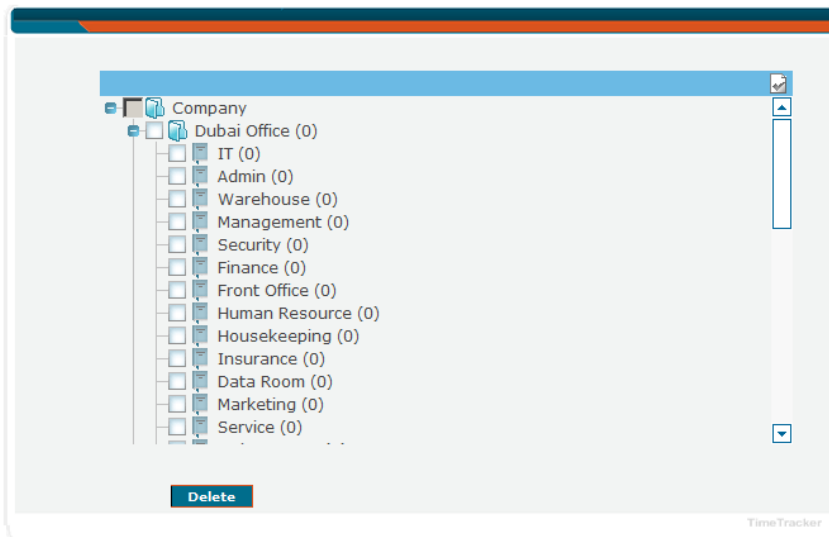 Company
Dubai Office (0)
IT (0)
Admin (0)
Warehouse (0)
Management (0)
Security (0)
Finance (0)
Front Office (0)
Human Resource (0)
Housekeeping (0)
Insurance (0)
Data Room (0)
Marketing (0)
Service (0)
Delete
TimeTracker